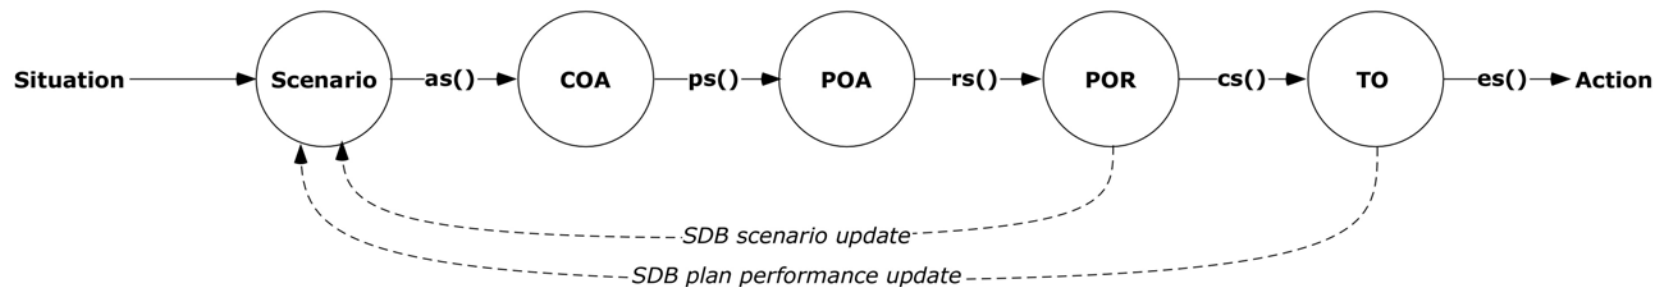 Situation
Scenario
as()
COA
ps()
POA
rs()
POR
cs()
TO
es()
Action
SDB scenario update
SDB plan performance update